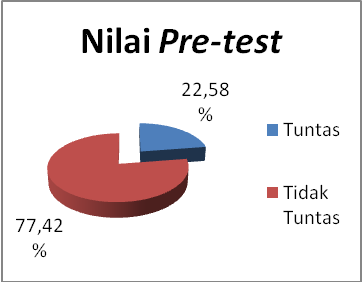 Nilai Pre-test
22,58
%
Tuntas
Tidak
Tuntas
77,42
%